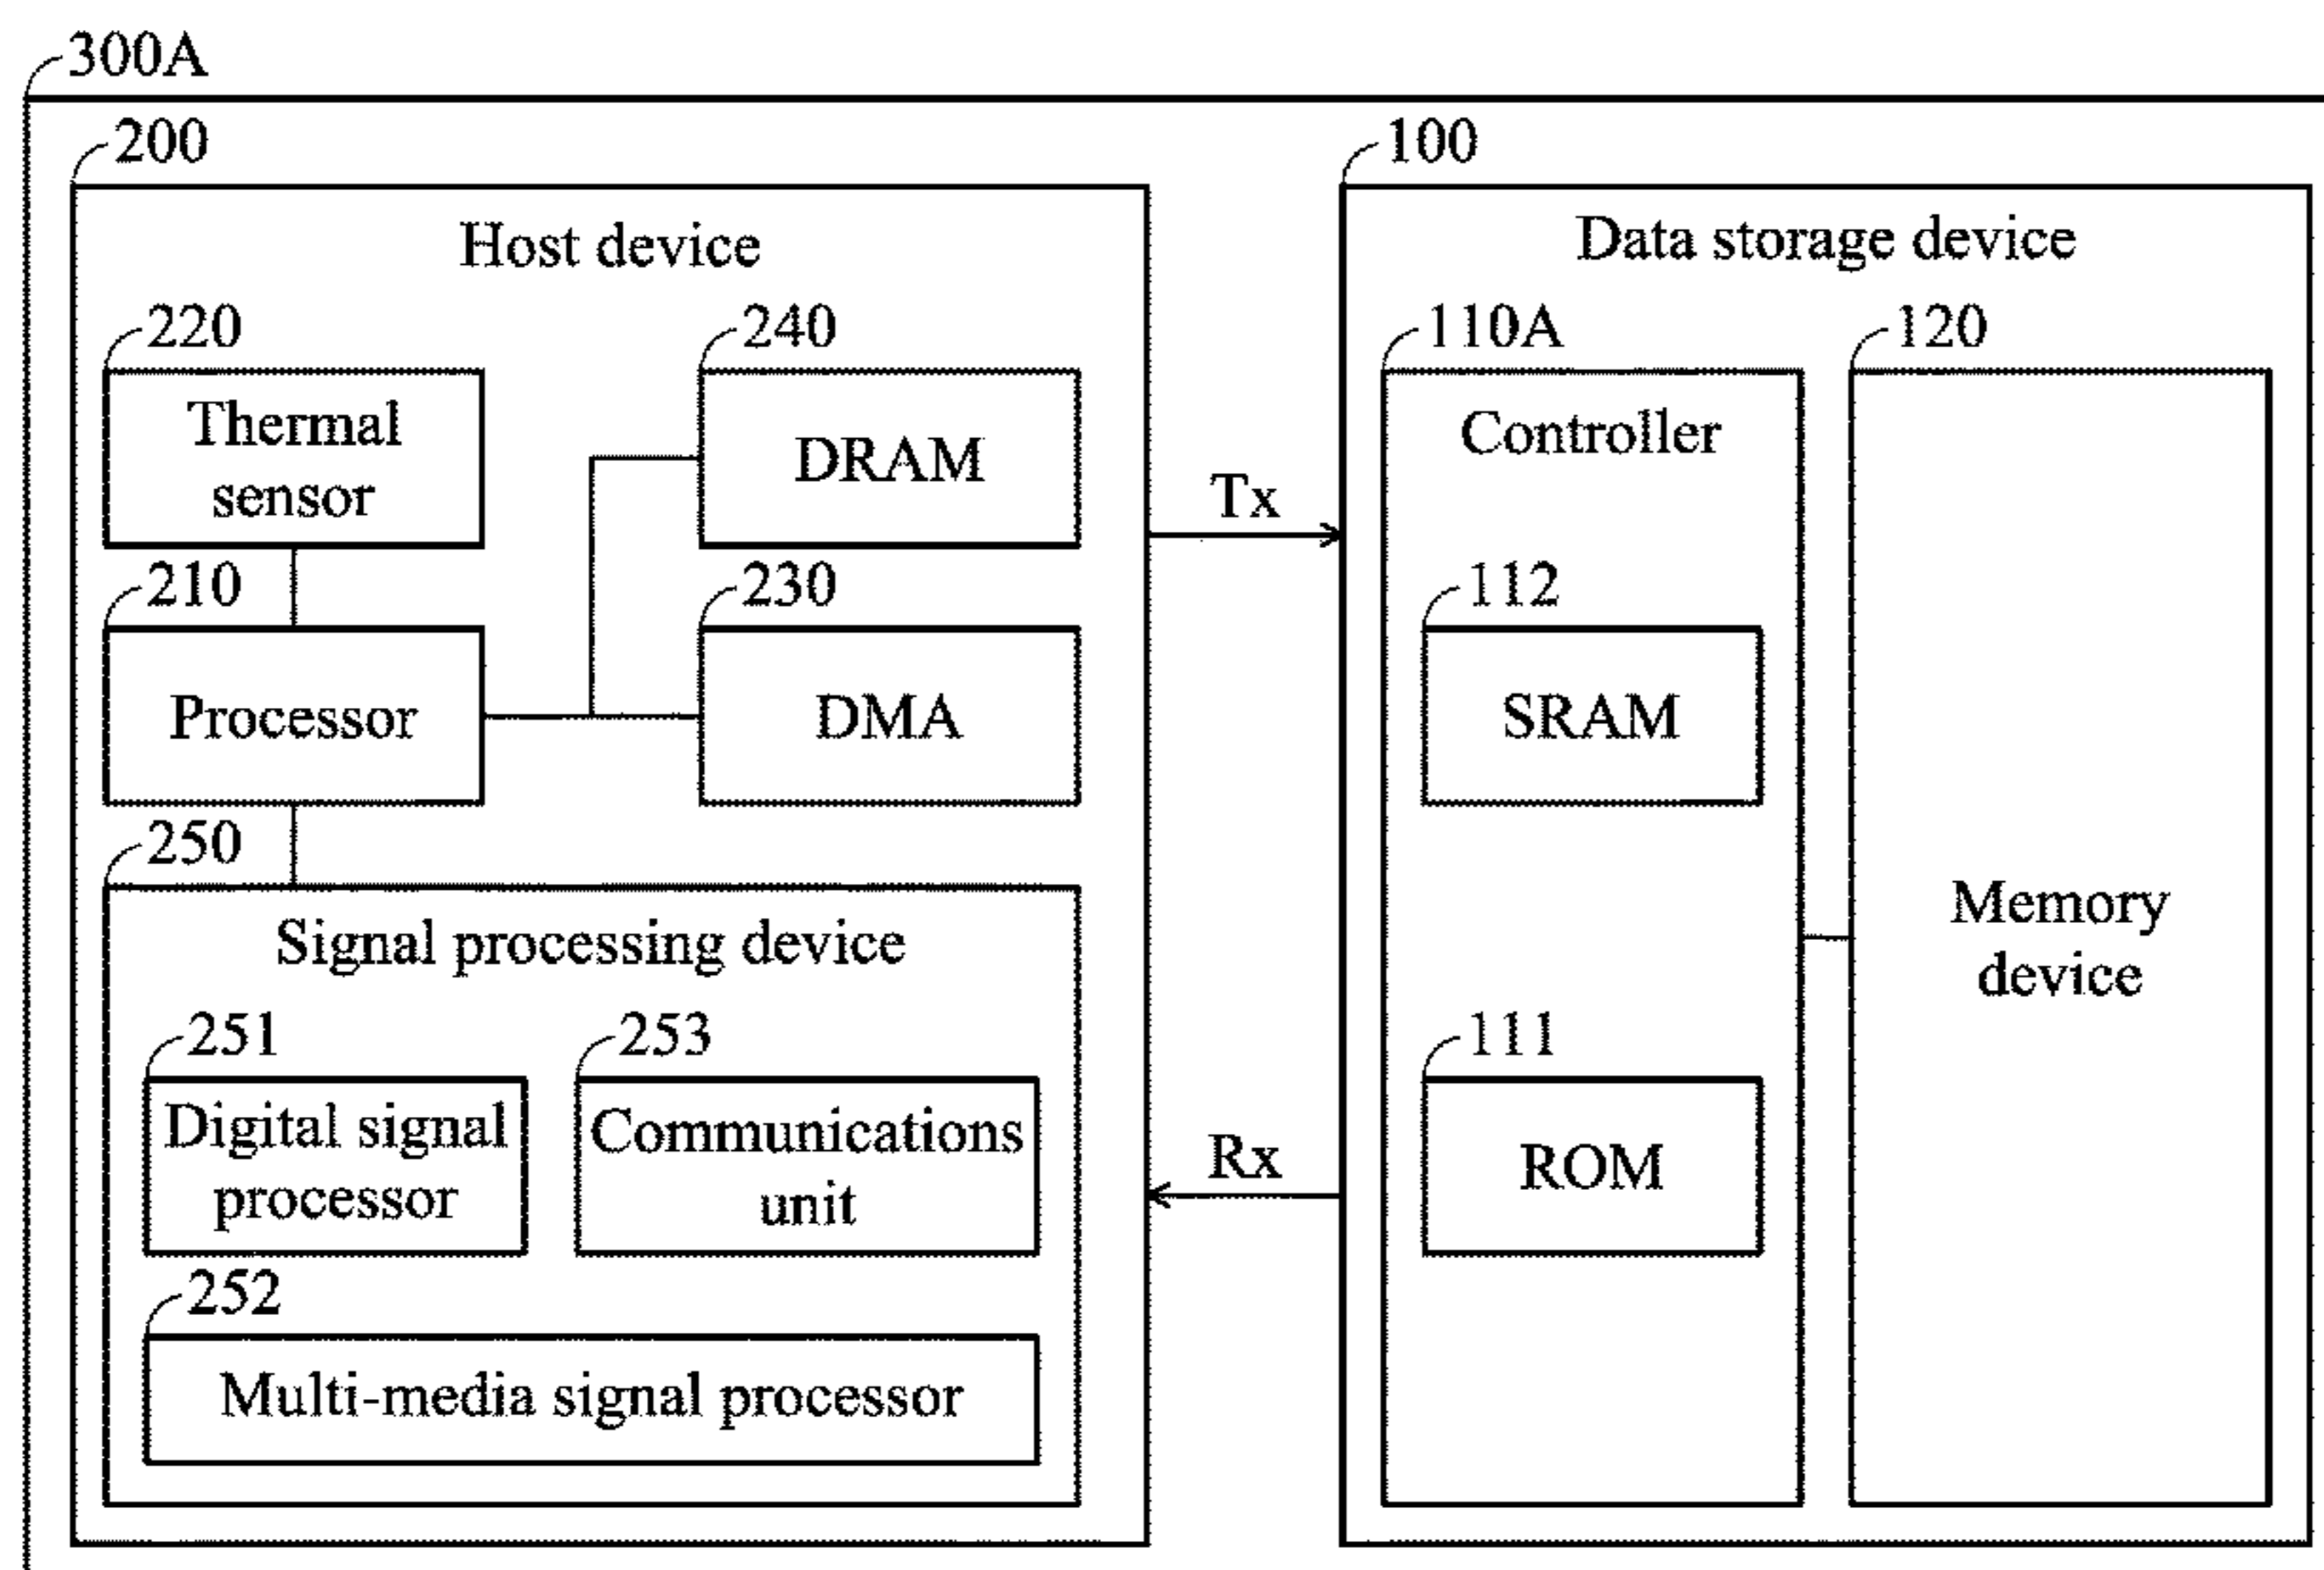 300A
200
Host device
220
Thermal
sensor
240
DRAM
210
Processor
230
DMA
250
Signal processing device
251
Digital signal
processor
253
Communications
unit
252
Multi-media signal processor
Tx
Rx
100
Data storage device
110A
Controller
112
SRAM
111
ROM
120
Memory
device